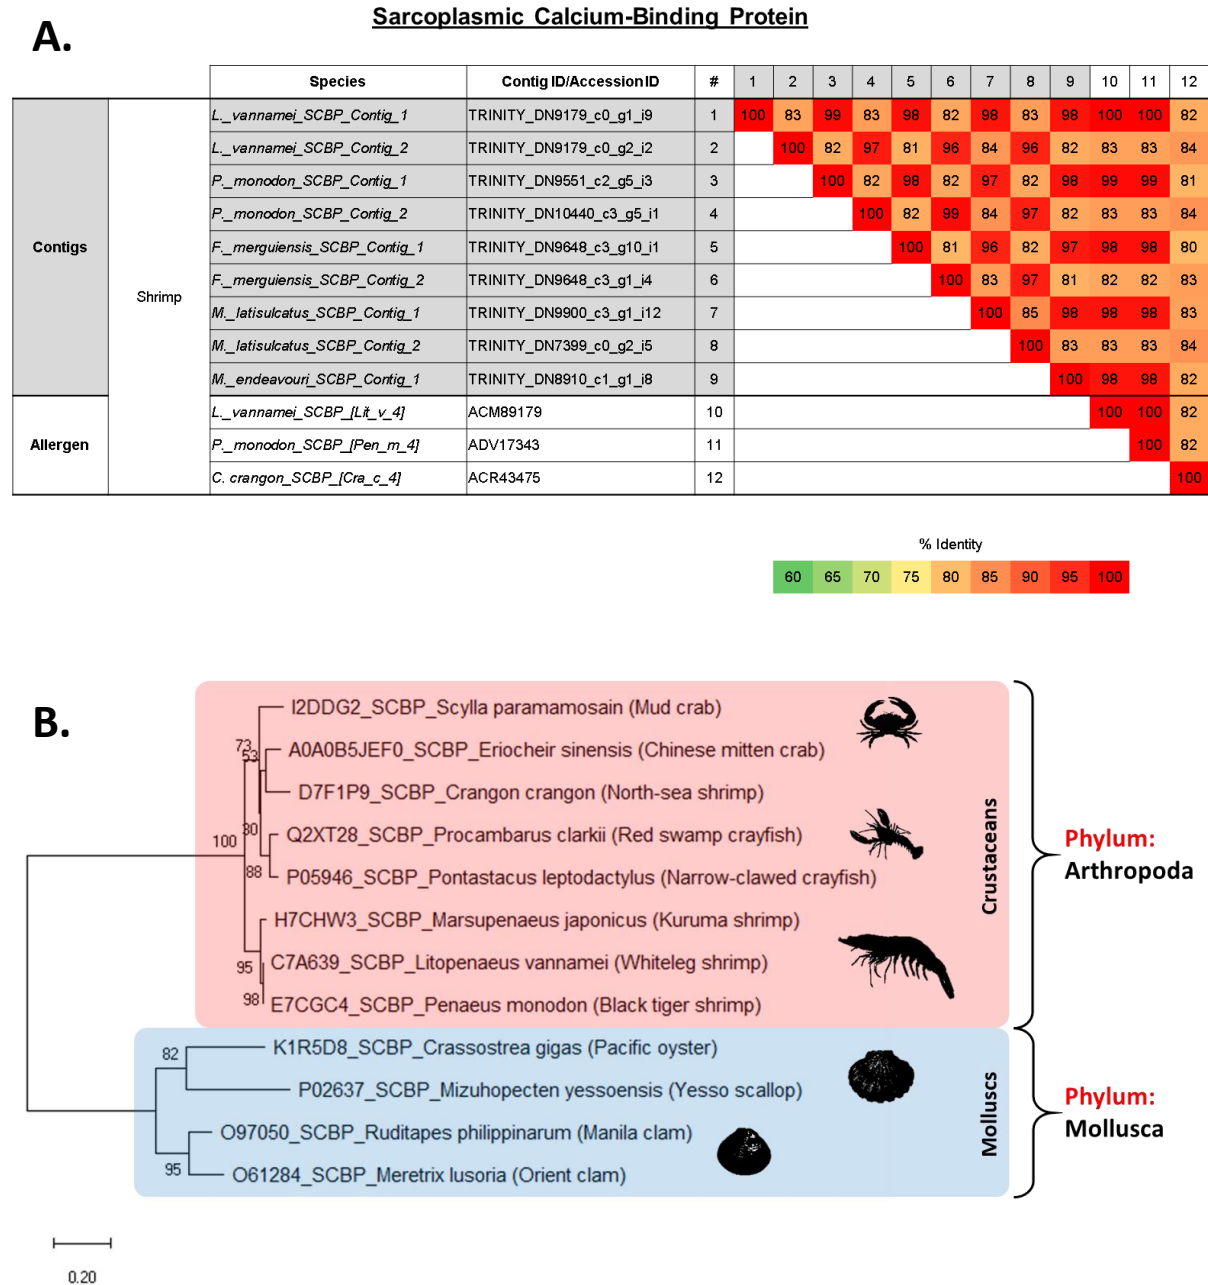 Sarcoplasmic Calcium-Binding Protein
A.
Species Contig ID/Accession ID # 1 2 3 4 5 6 7 8 9 10 11 12
L._vannamei_SCBP_Contig_1 TRINITY_DN9179_c0_g1_i9 1 100 83 99 83 98 82 98 83 98 100 100 82
L._vannamei_SCBP_Contig_2 TRINITY_DN9179_c0_g2_i2 2 100 82 97 81 96 84 96 82 83 83 84
P._monodon_SCBP_Contig_1 TRINITY_DN9551_c2_g5_i3 3 100 82 98 82 97 82 98 99 99 81
P._monodon_SCBP_Contig_2 TRINITY_DN10440_c3_g5_i1 4 100 82 99 84 97 82 83 83 84
Contigs F._merguiensis_SCBP_Contig_1 TRINITY_DN9648_c3_g10_i1 5 100 81 96 82 97 98 98 80
Shrimp F._merguiensis_SCBP_Contig_2 TRINITY_DN9648_c3_g1_i4 6 100 83 97 81 82 82 83
M._latisulcatus_SCBP_Contig_1 TRINITY_DN9900_c3_g1_i12 7 100 85 98 98 98 83
M._latisulcatus_SCBP_Contig_2 TRINITY_DN7399_c0_g2_i5 8 100 83 83 83 84
M._endeavouri_SCBP_Contig_1 TRINITY_DN8910_c1_g1_i8 9 100 98 98 82
L._vannamei_SCBP_[Lit_v_4] ACM89179 10 100 100 82
Allergen P._monodon_SCBP_[Pen_m_4] ADV17343 11 100 82
C. crangon_SCBP_[Cra_c_4] ACR43475 12 100
% Identity
60 65 70 75 80 85 90 95 100
B.
I2DDG2_SCBP_Scylla paramamosain (Mud crab)
73
53
A0A0B5JEF0_SCBP_Eriocheir sinensis (Chinese mitten crab)
D7F1P9_SCBP_Crangon crangon (North-sea shrimp)
100
30
Q2XT28_SCBP_Procambarus clarkii (Red swamp crayfish)
88
P05946_SCBP_Pontastacus leptodactylus (Narrow-clawed crayfish)
H7CHW3_SCBP_Marsupenaeus japonicus (Kuruma shrimp)
95
C7A639_SCBP_Litopenaeus vannamei (Whiteleg shrimp)
98
E7CGC4_SCBP_Penaeus monodon (Black tiger shrimp)
Crustaceans
Phylum:
Arthropoda
82
K1R5D8_SCBP_Crassostrea gigas (Pacific oyster)
P02637_SCBP_Mizuhopecten yessoensis (Yesso scallop)
O97050_SCBP_Ruditapes philippinarum (Manila clam)
95
O61284_SCBP_Meretrix lusoria (Orient clam)
Molluscs
Phylum:
Mollusca
0.20